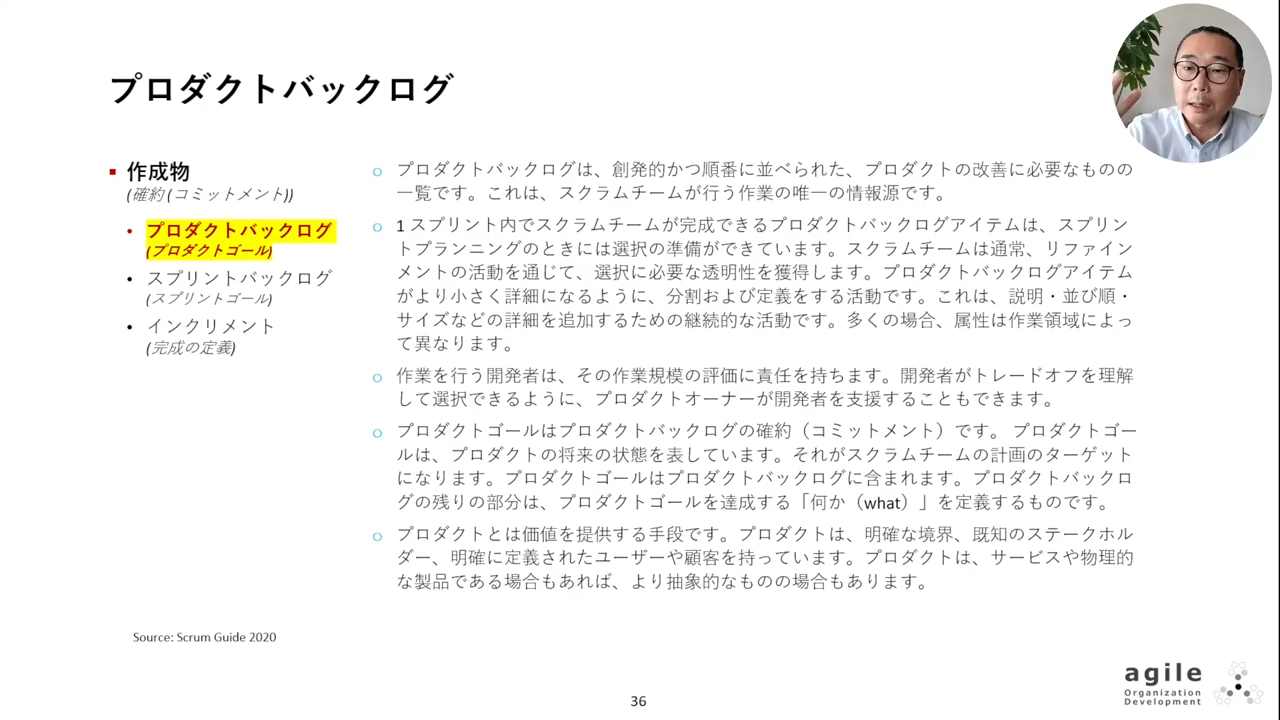 プロダクトバックログ
作成物
(確約(コミットメント))
プロダクトバックログ
(プロダクトゴール)
スプリントバックログ
(スプリントゴール)
インクリメント
(完成の定義)
プロダクトバックログは、創発的かつ順番に並べられた、プロダクトの改善に必要なものの
一覧です。これは、スクラムチームが行う作業の唯一の情報源です。
1 スプリント内でスクラムチームが完成できるプロダクトバックログアイテムは、スプリン
トプランニングのときには選択の準備ができています。スクラムチームは通常、リファイン
メントの活動を通じて、選択に必要な透明性を獲得します。プロダクトバックログアイテム
がより小さく詳細になるように、分割および定義をする活動です。これは、説明・並び順・
サイズなどの詳細を追加するための継続的な活動です。多くの場合、属性は作業領域によっ
て異なります。
作業を行う開発者は、その作業規模の評価に責任を持ちます。開発者がトレードオフを理解
して選択できるように、プロダクトオーナーが開発者を支援することもできます。
プロダクトゴールはプロダクトバックログの確約（コミットメント）です。 プロダクトゴー
ルは、プロダクトの将来の状態を表しています。それがスクラムチームの計画のターゲット
になります。プロダクトゴールはプロダクトバックログに含まれます。プロダクトバックロ
グの残りの部分は、プロダクトゴールを達成する「何か（what）」を定義するものです。
プロダクトとは価値を提供する手段です。プロダクトは、明確な境界、既知のステークホル
ダー、明確に定義されたユーザーや顧客を持っています。プロダクトは、サービスや物理的
な製品である場合もあれば、より抽象的なものの場合もあります。
Source: Scrum Guide 2020
36
agile
Organization
Development